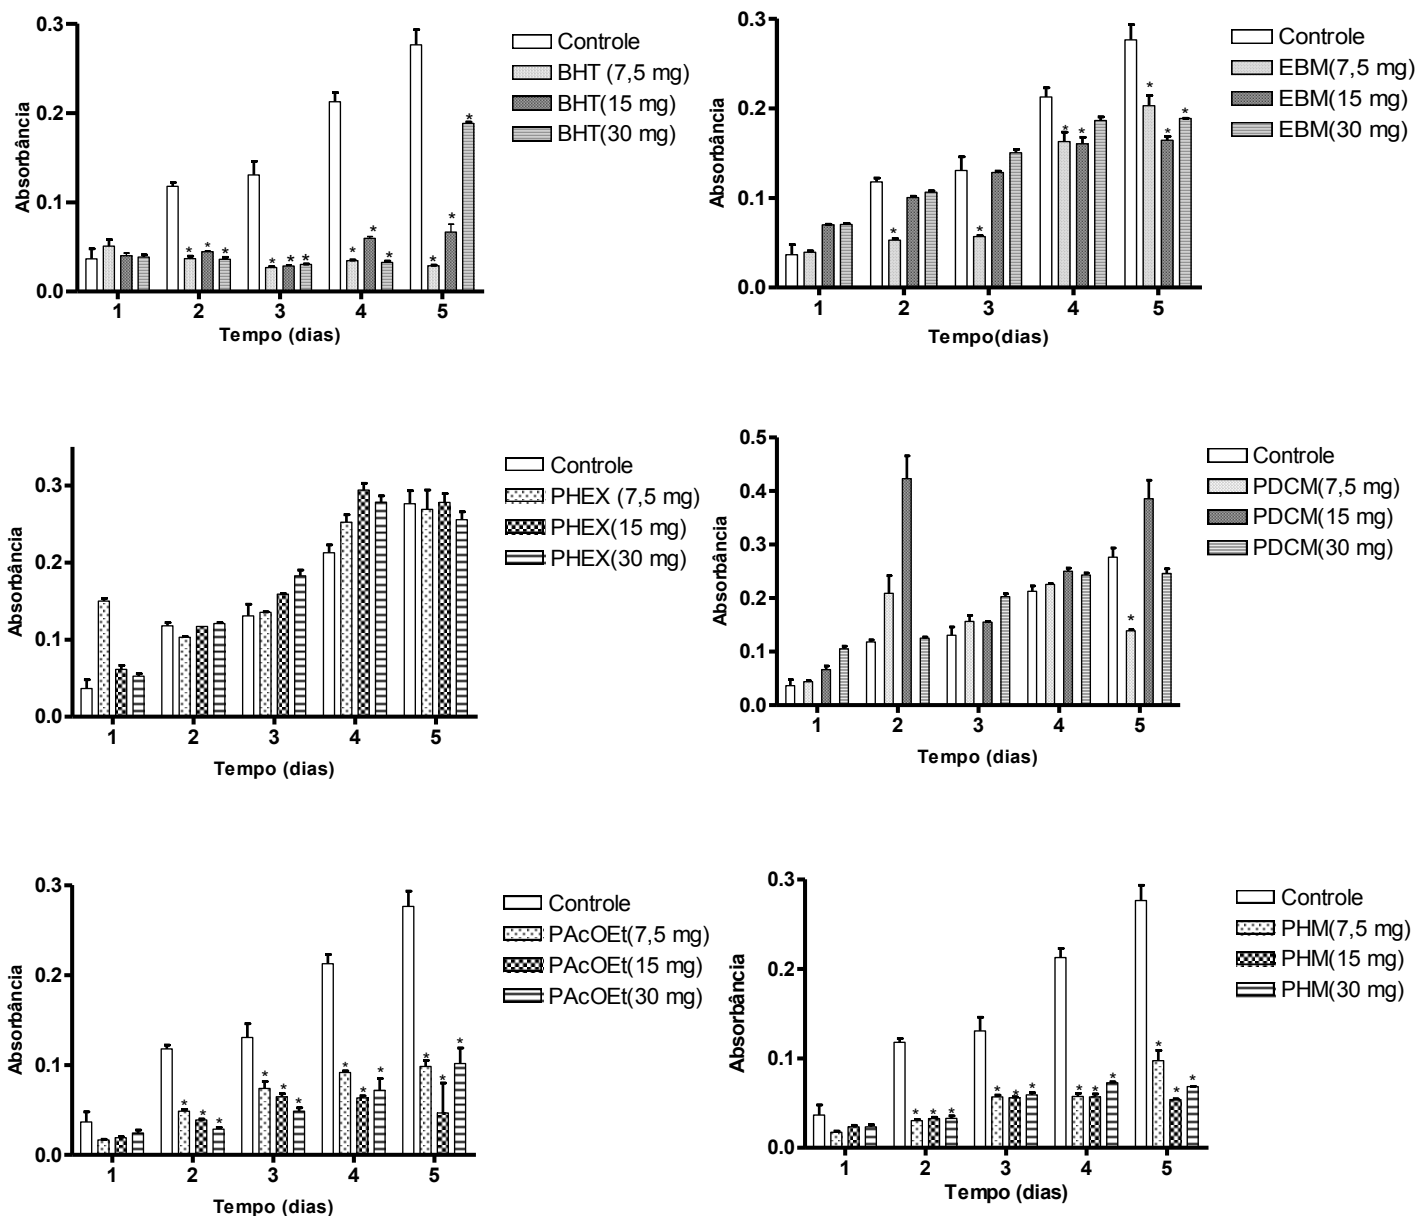 0.3
0.2
0.1
0.0
Absorbância
1 2 3 4 5
Tempo (dias)
Controle
BHT (7,5 mg)
BHT(15 mg)
BHT(30 mg)
* * * * * * * * * * * *
0.3
0.2
0.1
0.0
Absorbância
1 2 3 4 5
Tempo(dias)
Controle
EBM(7,5 mg)
EBM(15 mg)
EBM(30 mg)
* * * * * * *
0.3
0.2
0.1
0.0
Absorbância
1 2 3 4 5
Tempo (dias)
Controle
PHEX (7,5 mg)
PHEX(15 mg)
PHEX(30 mg)
0.5
0.4
0.3
0.2
0.1
0.0
Absorbância
1 2 3 4 5
Tempo (dias)
Controle
PDCM(7,5 mg)
PDCM(15 mg)
PDCM(30 mg)
*
0.3
0.2
0.1
0.0
Absorbância
1 2 3 4 5
Tempo (dias)
Controle
PAcOEt(7,5 mg)
PAcOEt(15 mg)
PAcOEt(30 mg)
* * * * * * * * * * * *
0.3
0.2
0.1
0.0
Absorbância
1 2 3 4 5
Tempo (dias)
Controle
PHM(7,5 mg)
PHM(15 mg)
PHM(30 mg)
* * * * * * * * * * * *